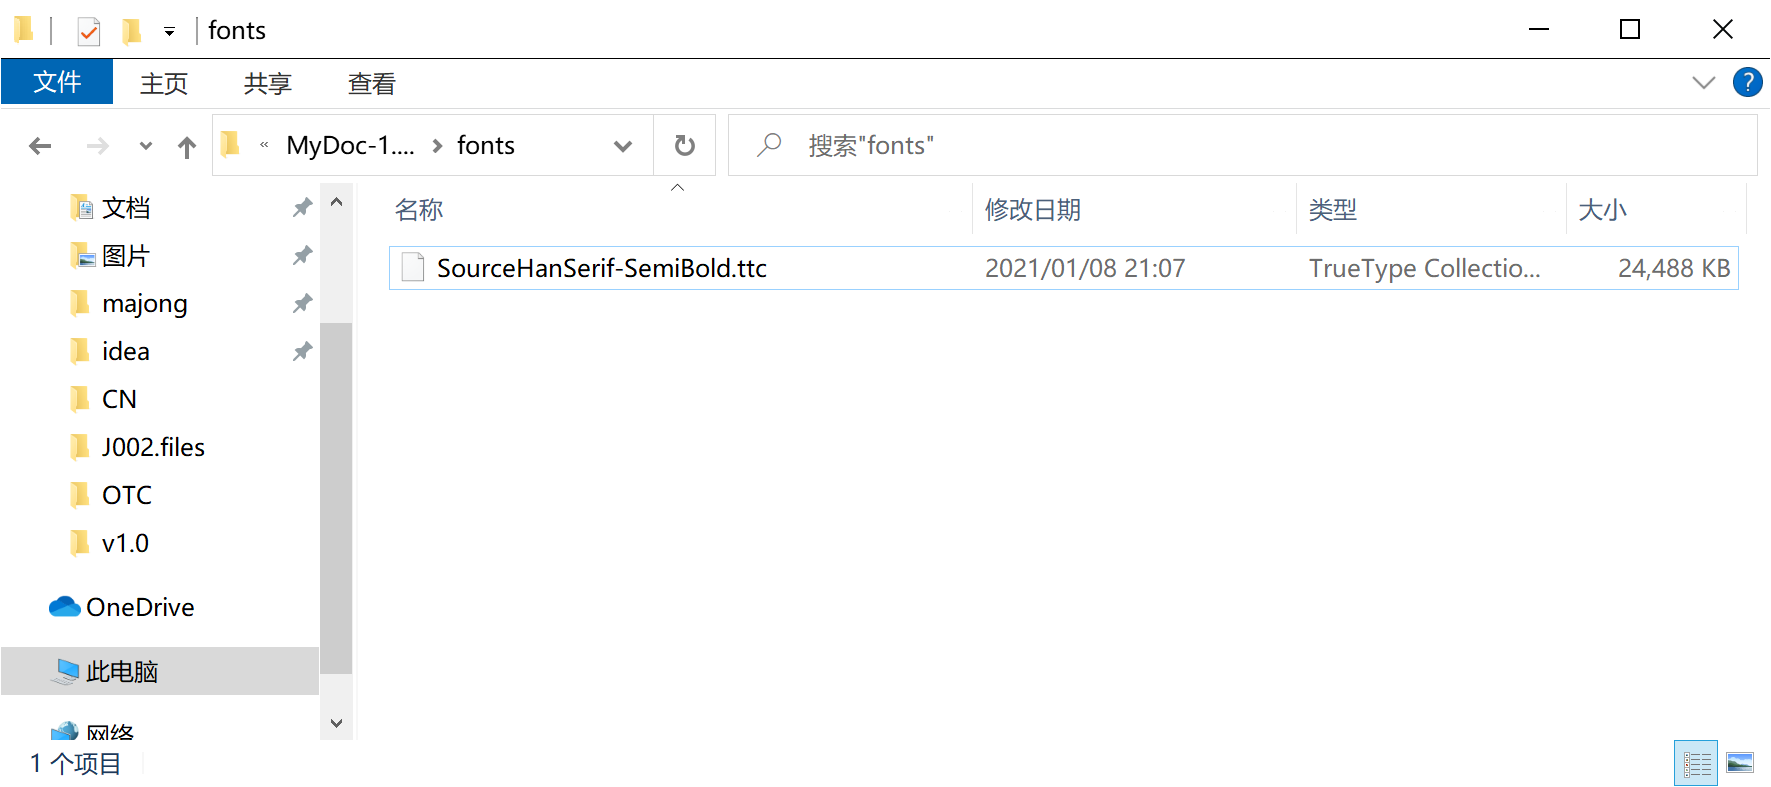 fonts
文件 主页 共享 查看
« MyDoc-1.... fonts 搜索"fonts"
名称 修改日期 类型 大小
SourceHanSerif-SemiBold.ttc 2021/01/08 21:07 TrueType Collectio... 24,488 KB
文档
图片
majong
idea
CN
J002.files
OTC
v1.0
OneDrive
此电脑
网络
1 个项目